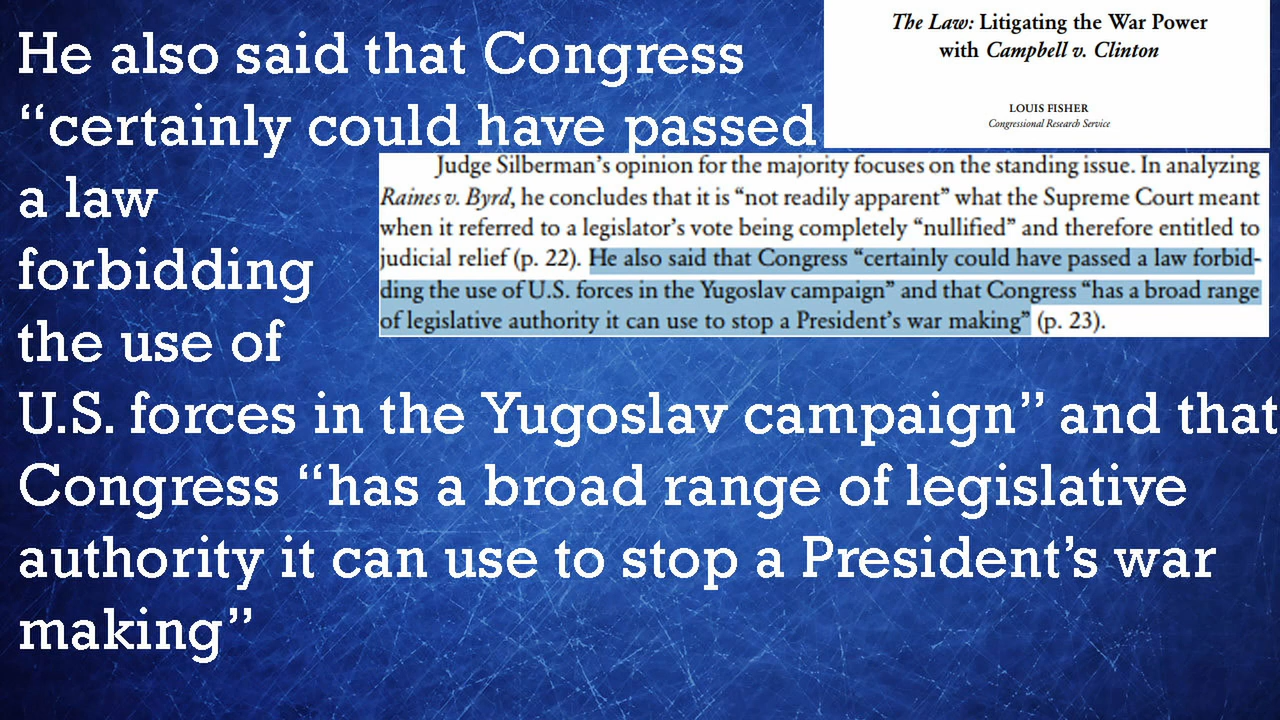 He also said that Congress
“certainly could have passed
a law
forbidding
the use of
U.S. forces in the Yugoslav campaign” and that
Congress “has a broad range of legislative
authority it can use to stop a President’s war
making”
The Law: Litigating the War Power
with Campbell v. Clinton
LOUIS FISHER
Congressional Research Service
Judge Silberman’s opinion for the majority focuses on the standing issue. In analyzing
Raines v. Byrd, he concludes that it is “not readily apparent” what the Supreme Court meant
when it referred to a legislator’s vote being completely “nullified” and therefore entitled to
judicial relief (p. 22). He also said that Congress “certainly could have passed a law forbid-
ding the use of U.S. forces in the Yugoslav campaign” and that Congress “has a broad range
of legislative authority it can use to stop a President’s war making” (p. 23).